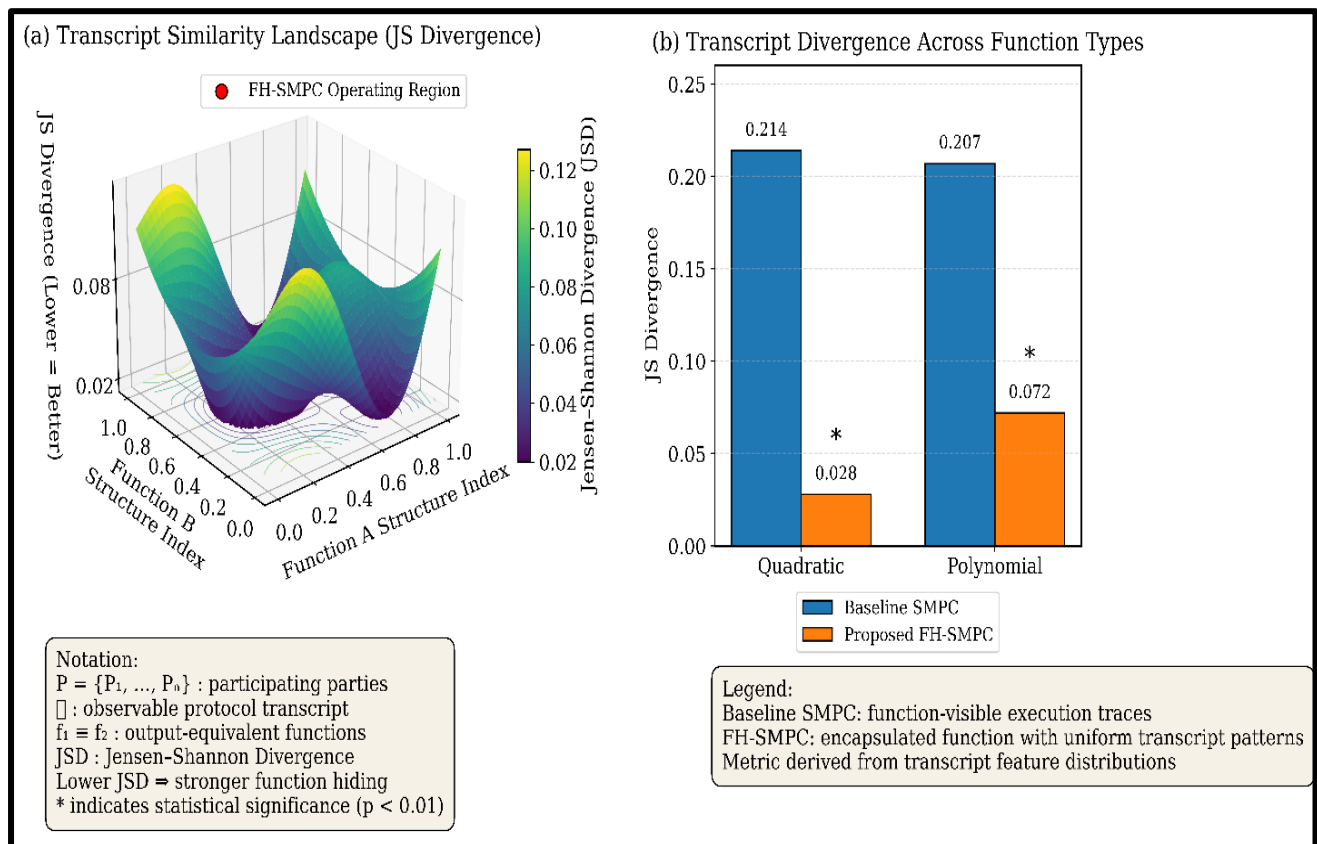 (a) Transcript Similarity Landscape (JS Divergence)
FH-SMPC Operating Region
JS Divergence (Lower = Better)
0.08
0.02
1.0
0.8
0.6
0.4
0.2
0.0
Function B
Structure Index
0.0
0.2
0.4
0.6
0.8
1.0
Function A Structure Index
0.12
0.10
0.08
0.06
0.04
0.02
Jensen–Shannon Divergence (JSD)
Notation:
P = {P₁, ..., Pₙ} : participating parties
▯ : observable protocol transcript
f₁ ≡ f₂ : output-equivalent functions
JSD : Jensen–Shannon Divergence
Lower JSD ⇒ stronger function hiding
* indicates statistical significance (p < 0.01)
(b) Transcript Divergence Across Function Types
JS Divergence
0.25
0.20
0.15
0.10
0.05
0.00
0.214
*
0.028
0.207
*
0.072
Quadratic
Polynomial
Baseline SMPC
Proposed FH-SMPC
Legend:
Baseline SMPC: function-visible execution traces
FH-SMPC: encapsulated function with uniform transcript patterns
Metric derived from transcript feature distributions